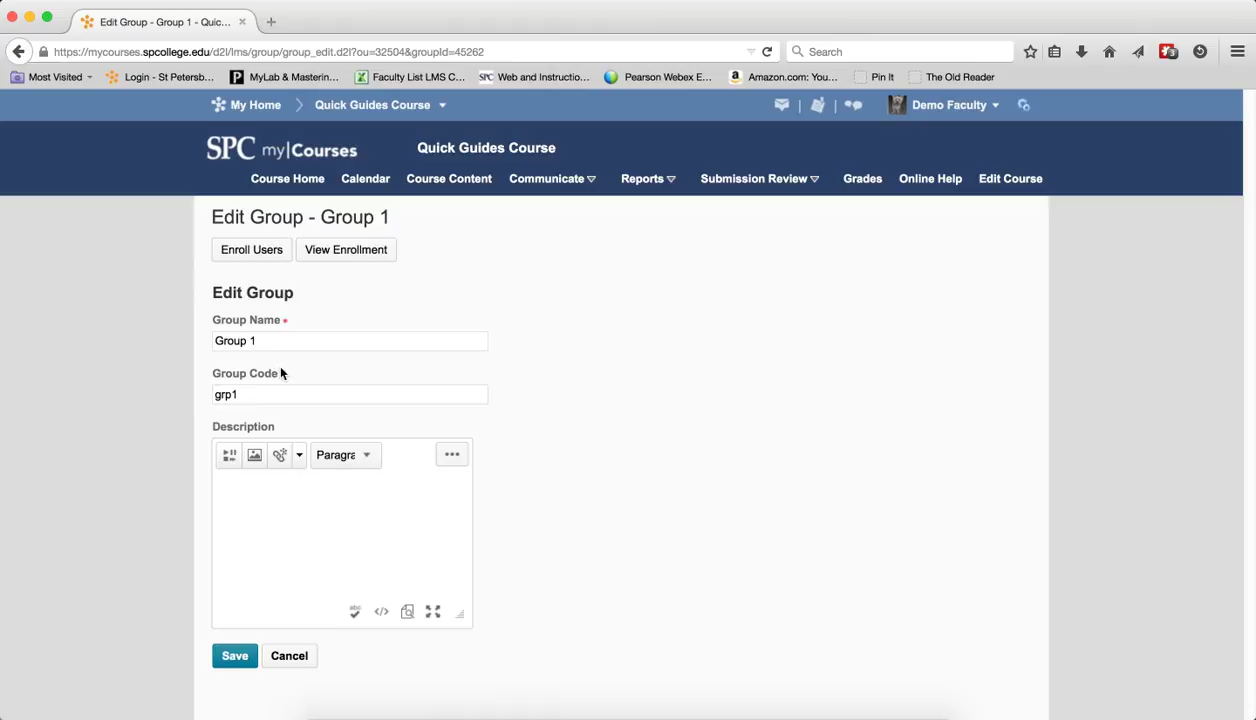 Edit Group - Group 1 - Quic...
https://mycourses.spcollege.edu/d2l/lms/group/group_edit.d2l?ou=32504&groupId=45262
Search
Most Visited
Login - St Petersb...
MyLab & Masterin...
Faculty List LMS C...
SPC Web and Instructio...
Pearson Webex E...
Amazon.com: You...
Pin It
The Old Reader
My Home
Quick Guides Course
Demo Faculty
SPC my|Courses
Quick Guides Course
Course Home
Calendar
Course Content
Communicate
Reports
Submission Review
Grades
Online Help
Edit Course
Edit Group - Group 1
Enroll Users
View Enrollment
Edit Group
Group Name *
Group 1
Group Code
grp1
Description
Paragra
abc
Save
Cancel